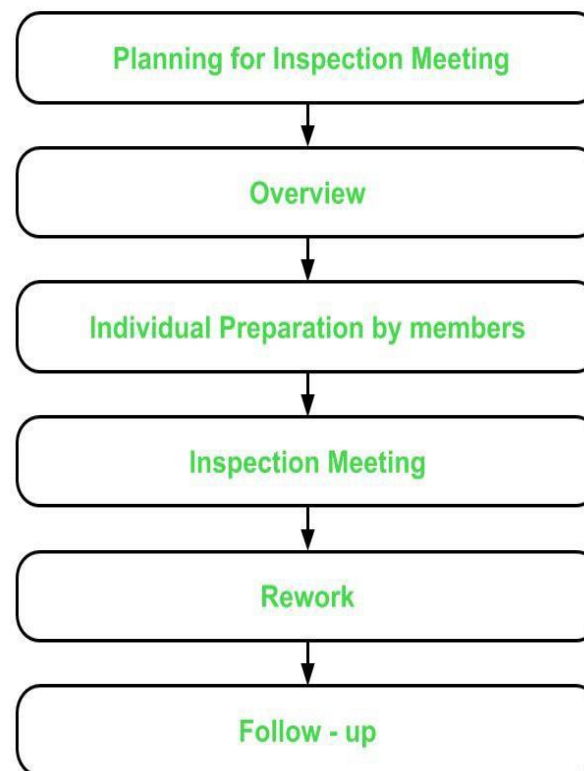 Planning for Inspection Meeting
Overview
Individual Preparation by members
Inspection Meeting
Rework
Follow - up